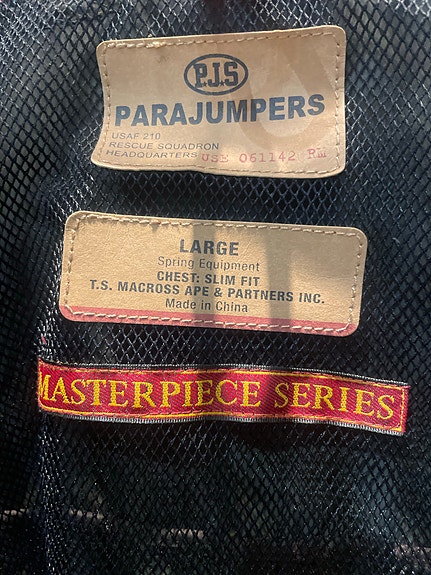 P.J.S
PARAJUMPERS
USAF 210
RESCUE SQUADRON
HEADQUARTERS USE 061142 RM
LARGE
Spring Equipment
CHEST: SLIM FIT
T.S. MACROSS APE & PARTNERS INC.
Made in China
MASTERPIECE SERIES